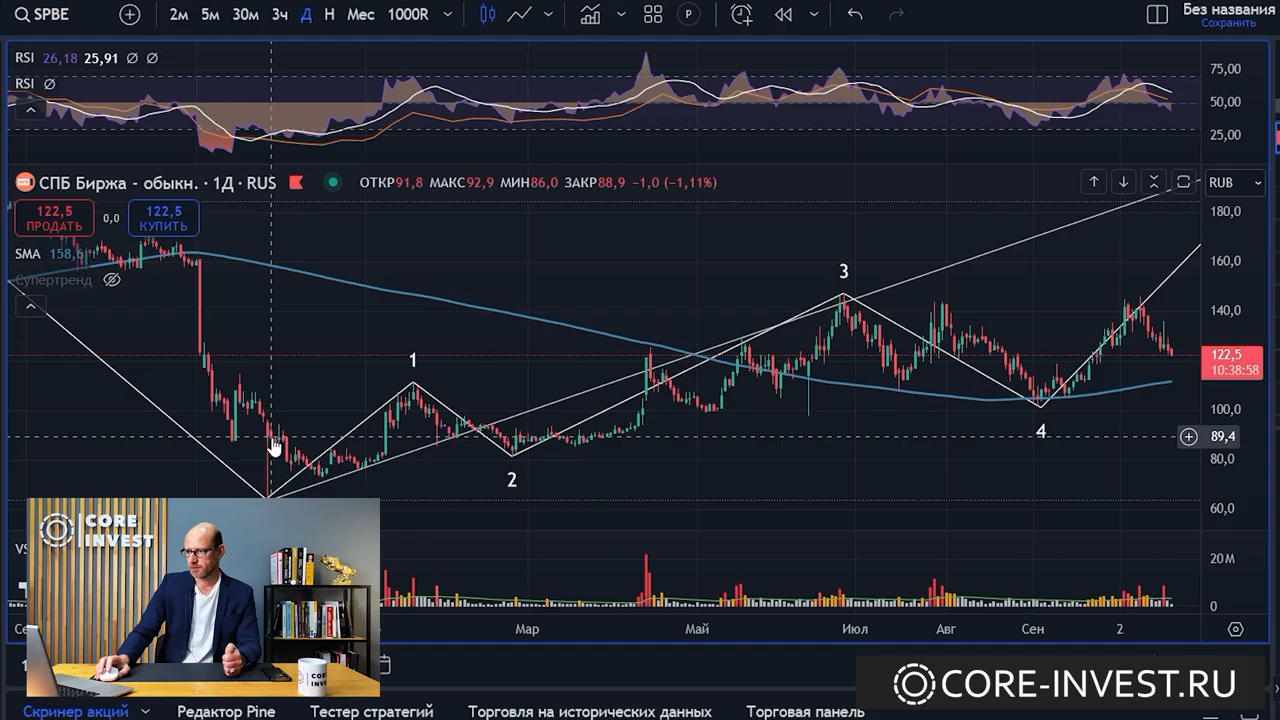 SPBE
2м 5м 30м 3ч Д Н Мес 1000R
Р
Без названия
Сохранить
RSI 26,18 25,91
RSI
75,00
50,00
25,00
СПБ Биржа - обыкн. · 1Д · RUS
ОТКР91,8 МАКС92,9 МИН86,0 ЗАКР88,9 −1,0 (−1,11%)
RUB
122,5
ПРОДАТЬ
0,0
122,5
КУПИТЬ
SMA 158,6
Супертренд
180,0
160,0
140,0
122,5
10:38:58
100,0
89,4
80,0
60,0
1
2
3
4
20M
0
CORE
INVEST
Мар Май Июл Авг Сен 2
CORE-INVEST.RU
Скринер акций Редактор Pine Тестер стратегий Торговля на исторических данных Торговая панель